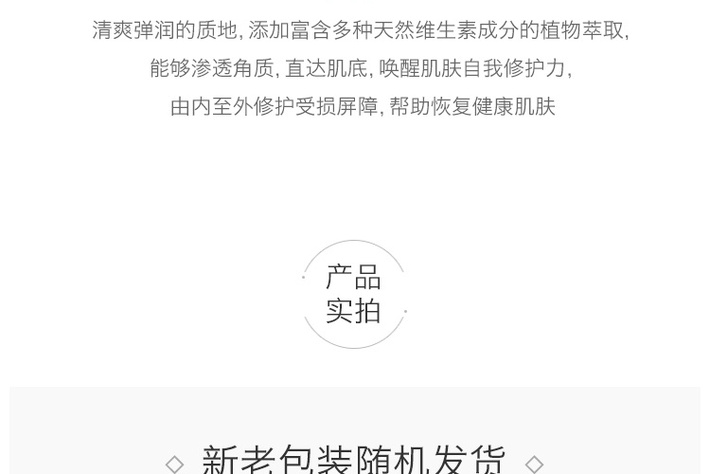 清爽弹润的质地, 添加富含多种天然维生素成分的植物萃取,
能够渗透角质, 直达肌底, 唤醒肌肤自我修护力,
由内至外修护受损屏障, 帮助恢复健康肌肤
产品
实拍
新老包装随机发货